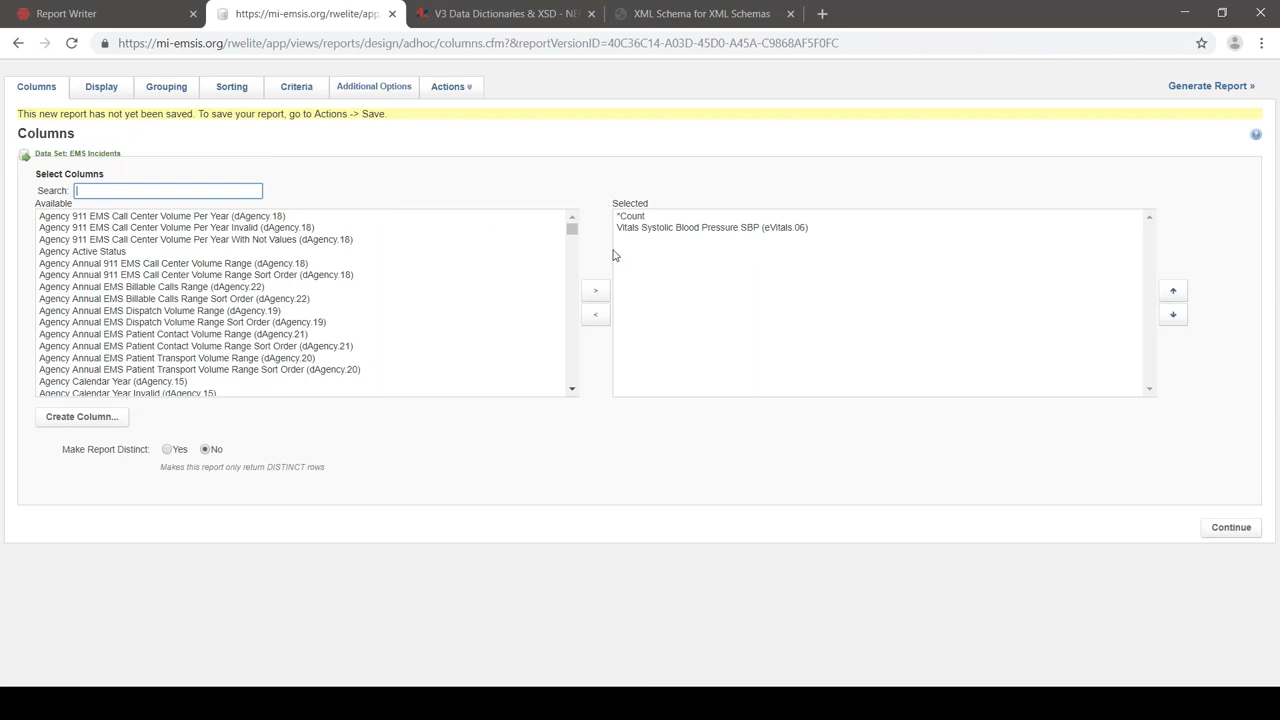 Report Writer
https://mi-emsis.org/rwelite/app/
V3 Data Dictionaries & XSD - NE
XML Schema for XML Schemas
https://mi-emsis.org/rwelite/app/views/reports/design/adhoc/columns.cfm?&reportVersionID=40C36C14-A03D-45D0-A45A-C9868AF5F0FC
Columns
Display
Grouping
Sorting
Criteria
Additional Options
Actions
Generate Report »
This new report has not yet been saved. To save your report, go to Actions -> Save.
Columns
Data Set: EMS Incidents
Select Columns
Search:
Available
Agency 911 EMS Call Center Volume Per Year (dAgency.18)
Agency 911 EMS Call Center Volume Per Year Invalid (dAgency.18)
Agency 911 EMS Call Center Volume Per Year With Not Values (dAgency.18)
Agency Active Status
Agency Annual 911 EMS Call Center Volume Range (dAgency.18)
Agency Annual 911 EMS Call Center Volume Range Sort Order (dAgency.18)
Agency Annual EMS Billable Calls Range (dAgency.22)
Agency Annual EMS Billable Calls Range Sort Order (dAgency.22)
Agency Annual EMS Dispatch Volume Range (dAgency.19)
Agency Annual EMS Dispatch Volume Range Sort Order (dAgency.19)
Agency Annual EMS Patient Contact Volume Range (dAgency.21)
Agency Annual EMS Patient Contact Volume Range Sort Order (dAgency.21)
Agency Annual EMS Patient Transport Volume Range (dAgency.20)
Agency Annual EMS Patient Transport Volume Range Sort Order (dAgency.20)
Agency Calendar Year (dAgency.15)
Agency Calendar Year Invalid (dAgency.15)
>
<
Selected
*Count
Vitals Systolic Blood Pressure SBP (eVitals.06)
Create Column...
Make Report Distinct: Yes No
Makes this report only return DISTINCT rows
Continue